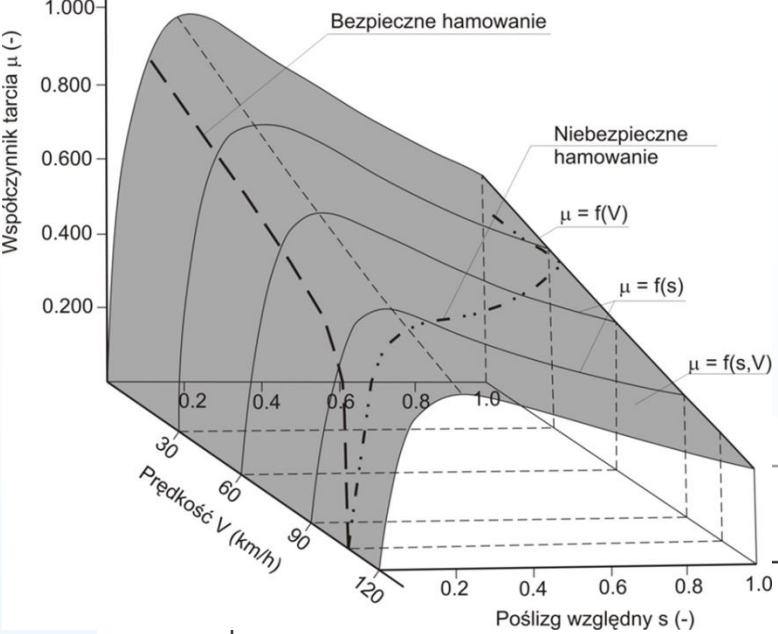 1.000
Bezpieczne hamowanie
0.800
Współczynnik tarcia μ (-)
Niebezpieczne
hamowanie
0.600
μ = f(V)
0.400
μ = f(s)
0.200
μ = f(s,V)
0.2 0.4 0.6 0.8 1.0
30
60
90
120
Prędkość V (km/h)
0.2 0.4 0.6 0.8 1.0
Poślizg względny s (-)